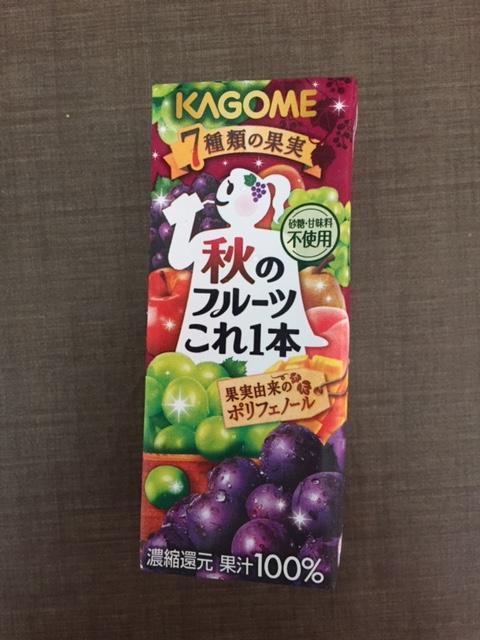 KAGOME
7種類の果実
砂糖・甘味料
不使用
秋の
フルーツ
これ1本
果実由来の
ポリフェノール
濃縮還元 果汁100%